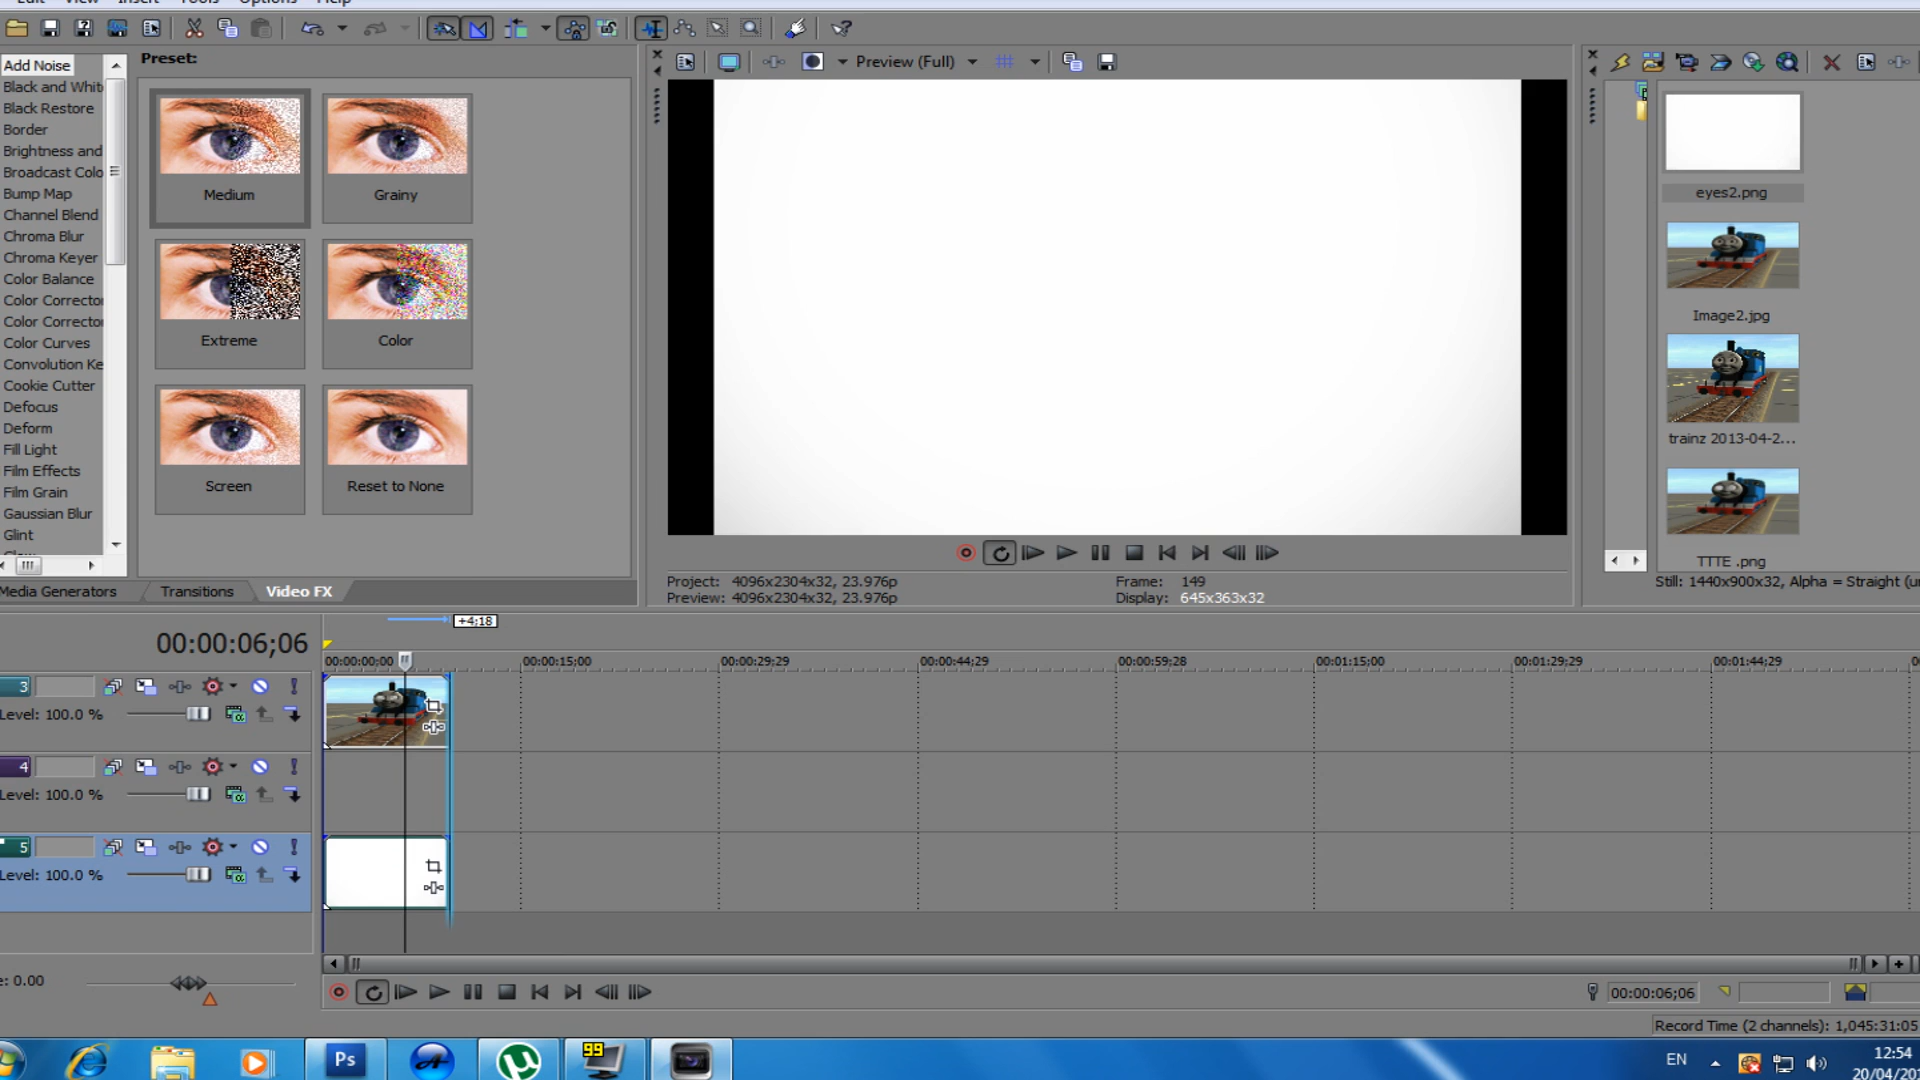 Edit View Insert Tools Options Help
Preset:
Add Noise
Black and Whit
Black Restore
Border
Brightness and
Broadcast Colo
Bump Map
Channel Blend
Chroma Blur
Chroma Keyer
Color Balance
Color Correcto
Color Correcto
Color Curves
Convolution Ke
Cookie Cutter
Defocus
Deform
Fill Light
Film Effects
Film Grain
Gaussian Blur
Glint
Medium
Grainy
Extreme
Color
Screen
Reset to None
Media Generators
Transitions
Video FX
Preview (Full)
Project: 4096x2304x32, 23.976p
Preview: 4096x2304x32, 23.976p
Frame: 149
Display: 645x363x32
eyes2.png
Image2.jpg
trainz 2013-04-2...
TTTE .png
Still: 1440x900x32, Alpha = Straight (un
+4;18
00:00:06;06
00:00:00;00
00:00:15;00
00:00:29;29
00:00:44;29
00:00:59;28
00:01:15;00
00:01:29;29
00:01:44;29
3
Level: 100.0 %
4
Level: 100.0 %
5
Level: 100.0 %
e: 0.00
00:00:06;06
Record Time (2 channels): 1,045:31:05
Ps
99
EN
12:54
20/04/201